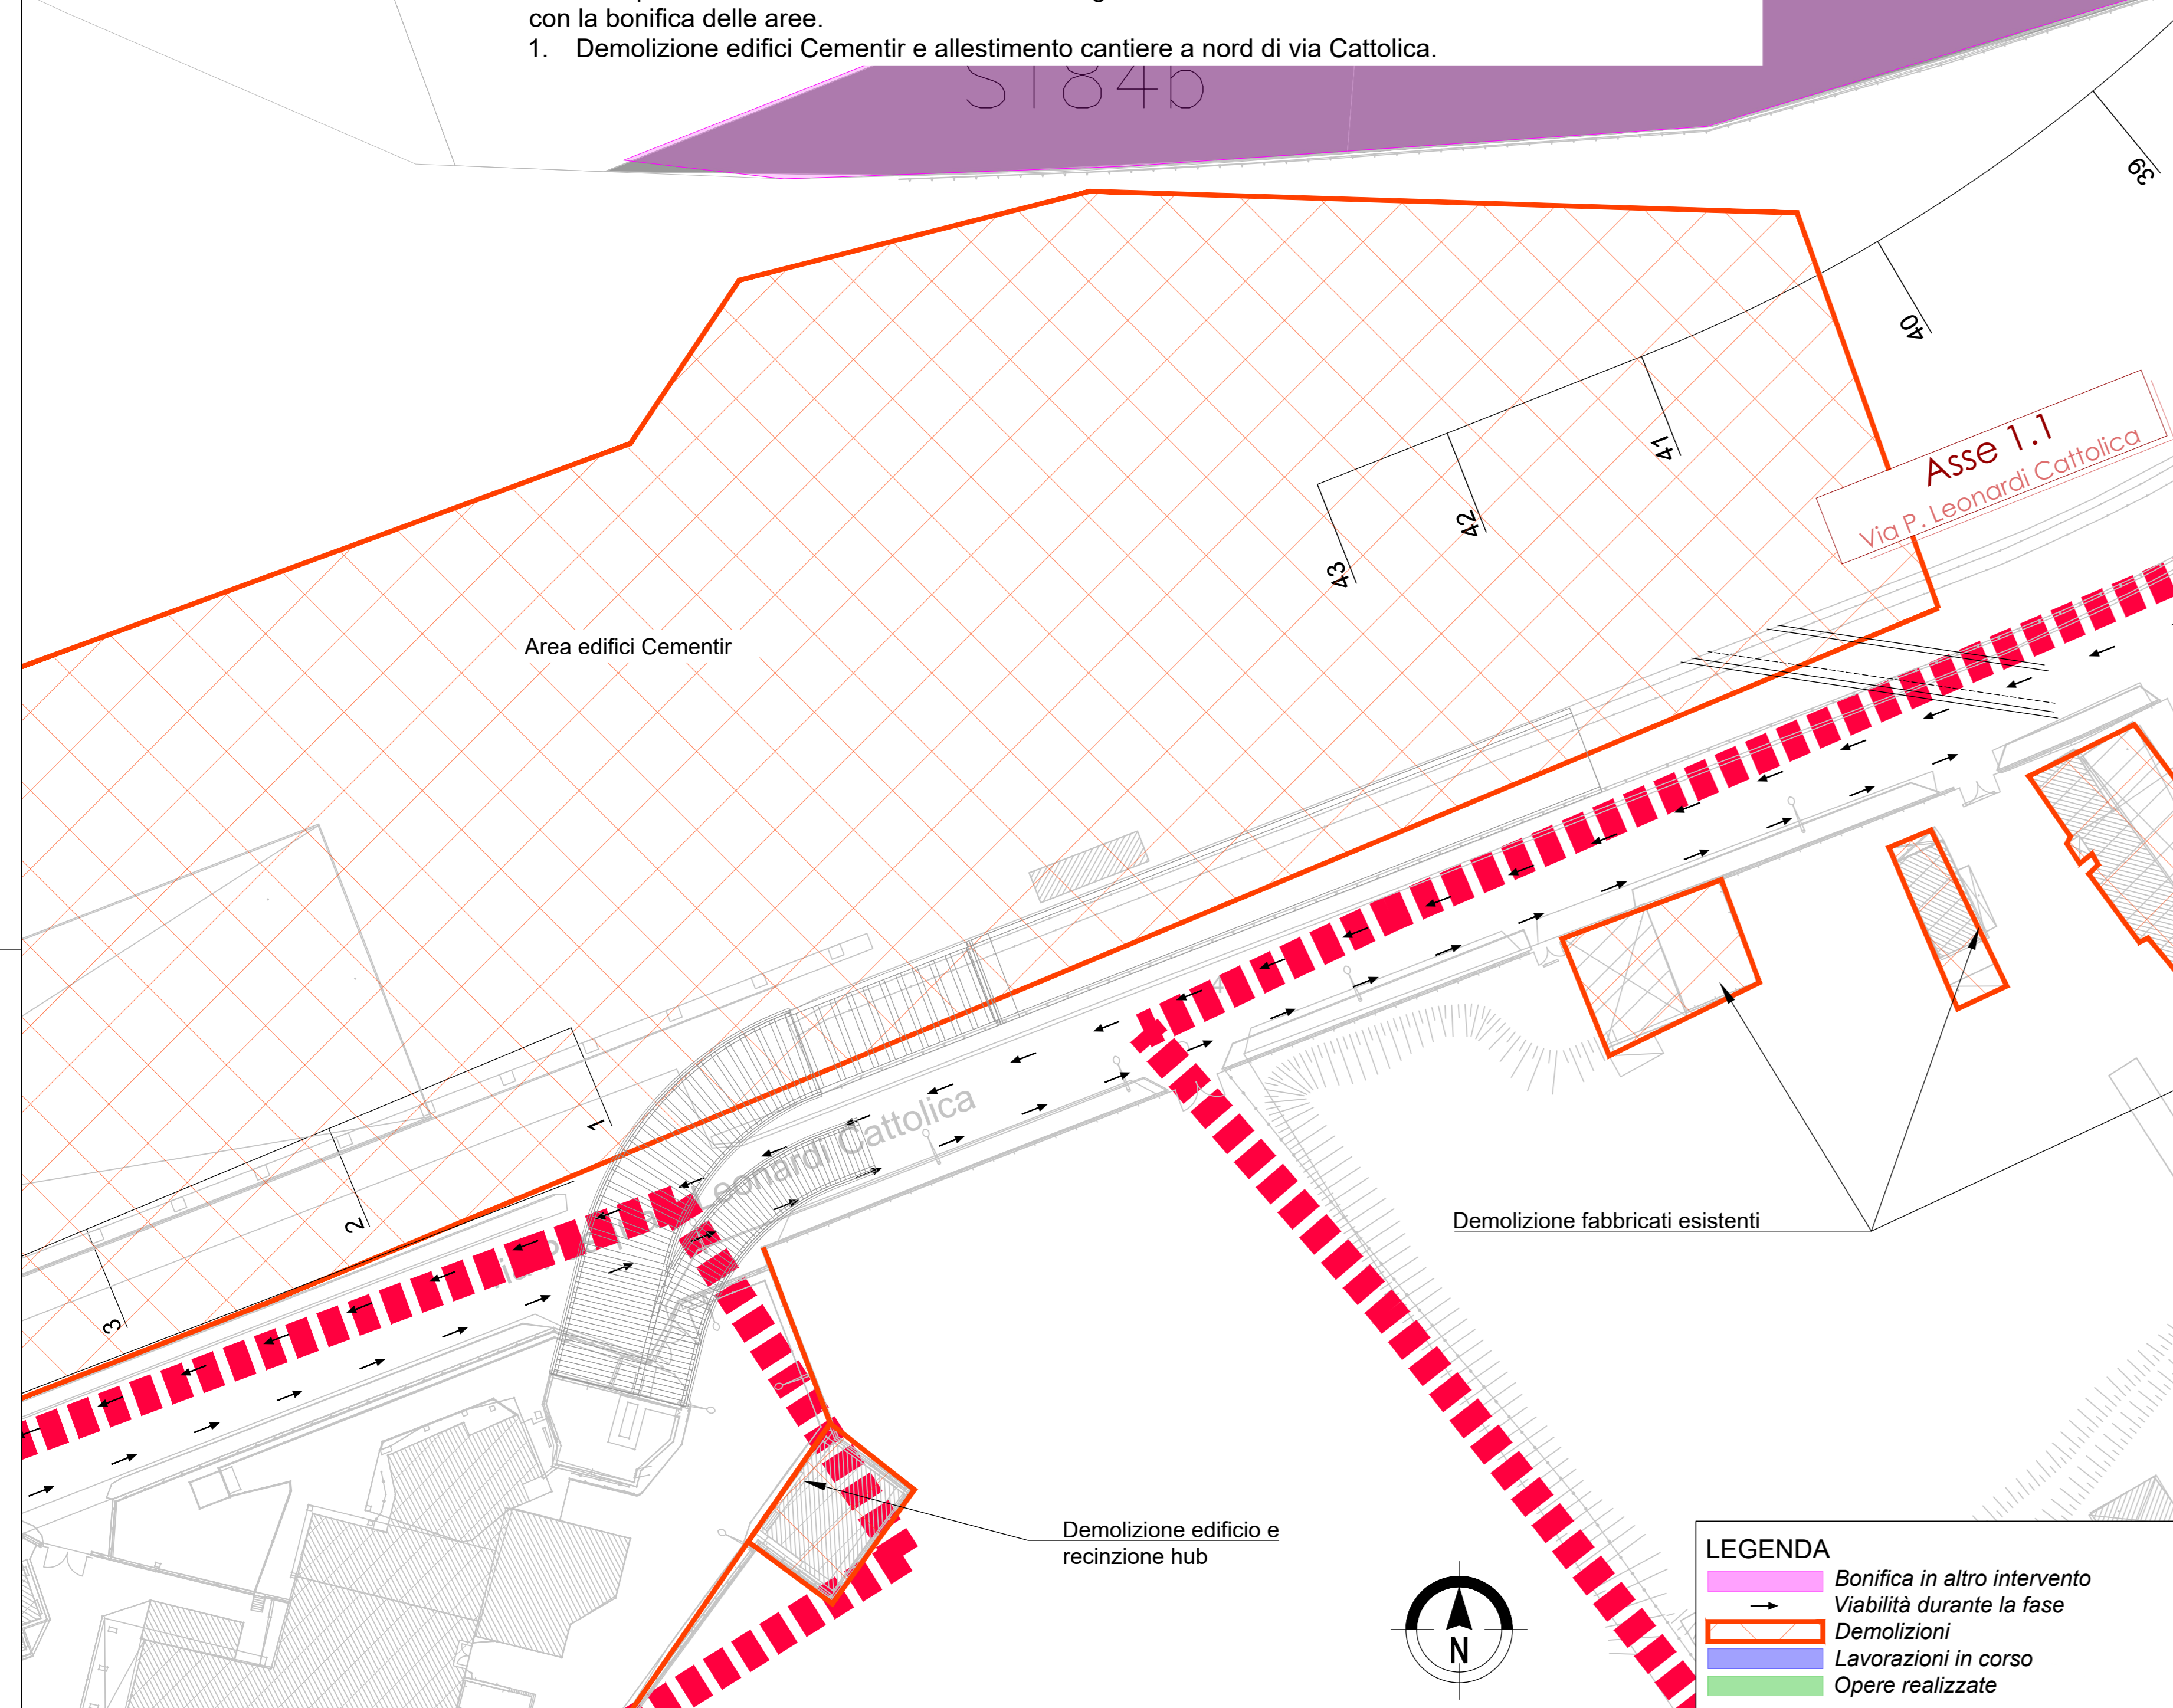 con la bonifica delle aree.
1. Demolizione edifici Cementir e allestimento cantiere a nord di via Cattolica.
S184b
39
40
41
42
43
Asse 1.1
Via P. Leonardi Cattolica
Area edifici Cementir
1
2
3
Leonardi Cattolica
Demolizione fabbricati esistenti
Demolizione edificio e
recinzione hub
N
LEGENDA
Bonifica in altro intervento
Viabilità durante la fase
Demolizioni
Lavorazioni in corso
Opere realizzate